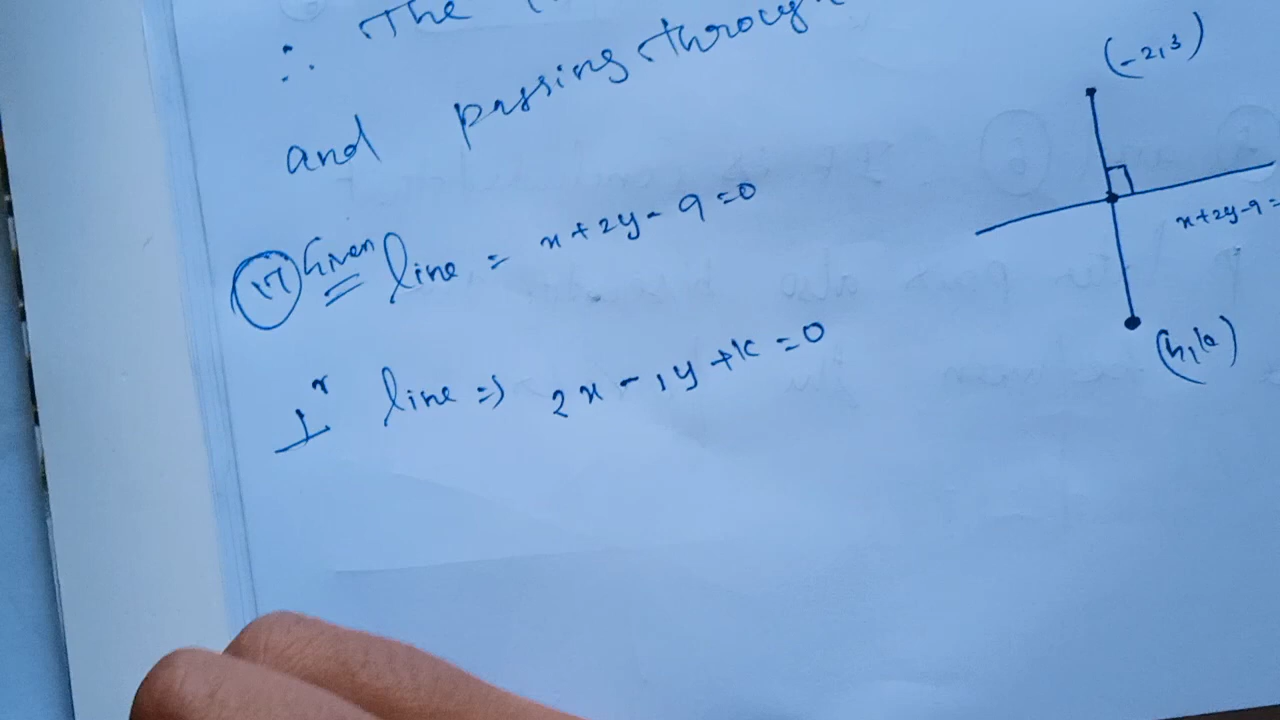 ∴ The
and passing through
(17) Given line = x+2y-9=0
⊥r line => 2x-1y+k=0
(-2,3)
x+2y-9=
(h,k)